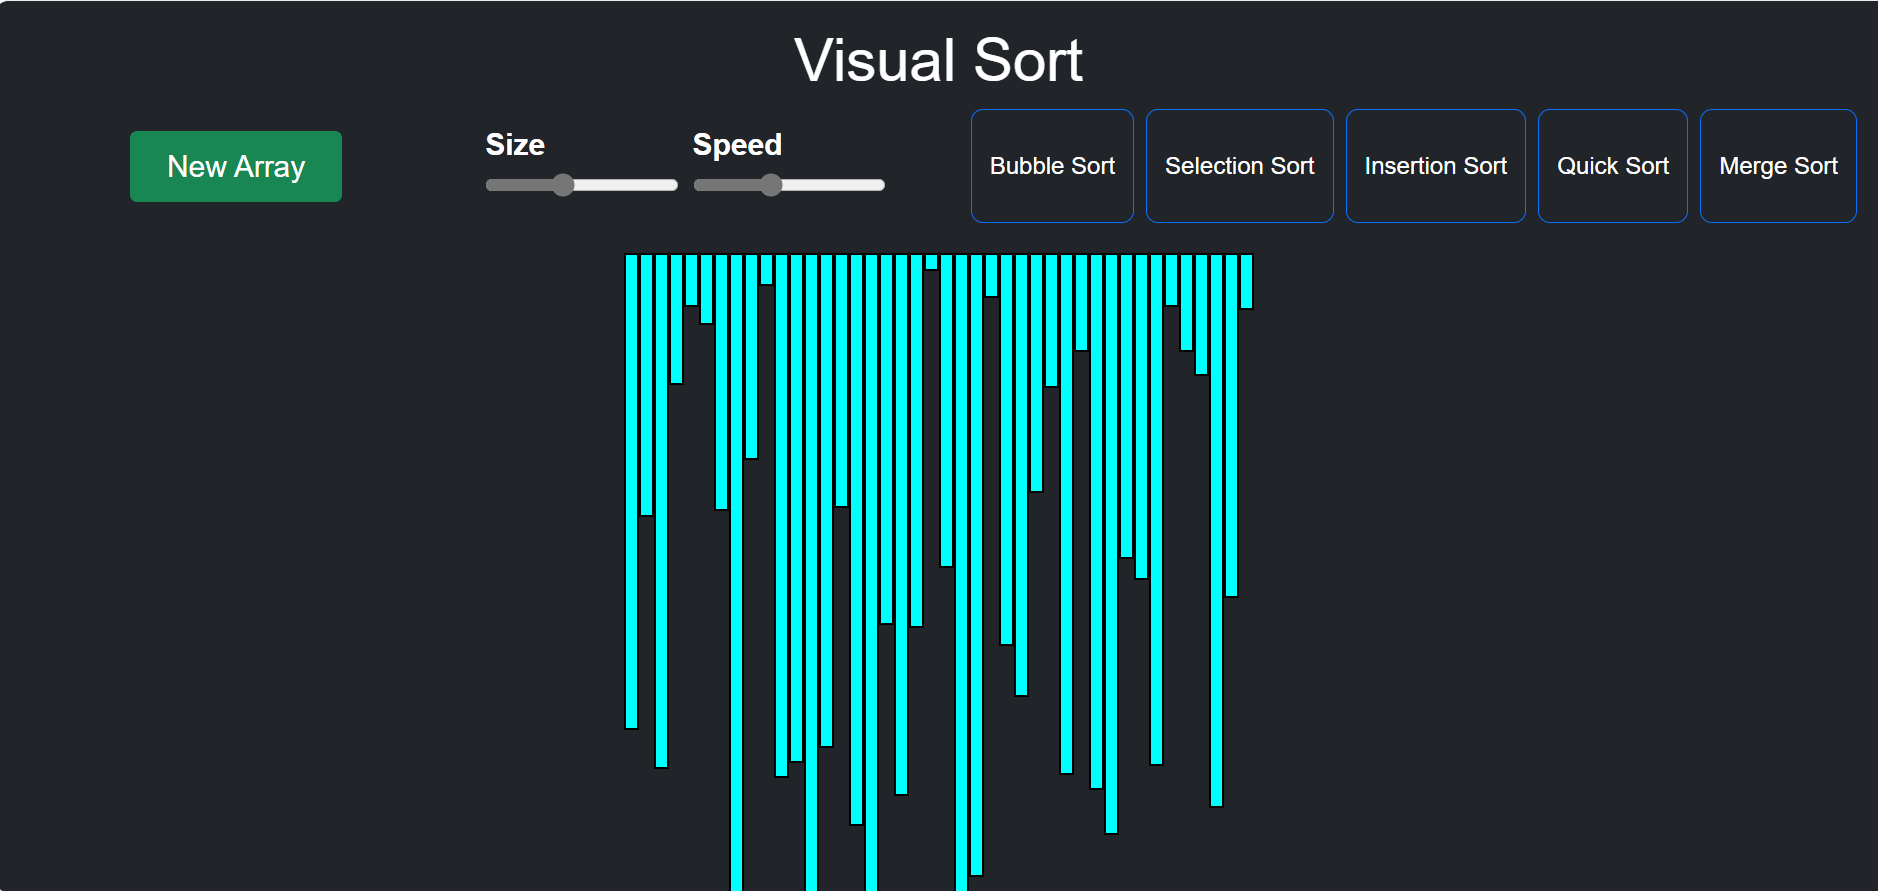 Visual Sort
New Array
Size
Speed
Bubble Sort
Selection Sort
Insertion Sort
Quick Sort
Merge Sort